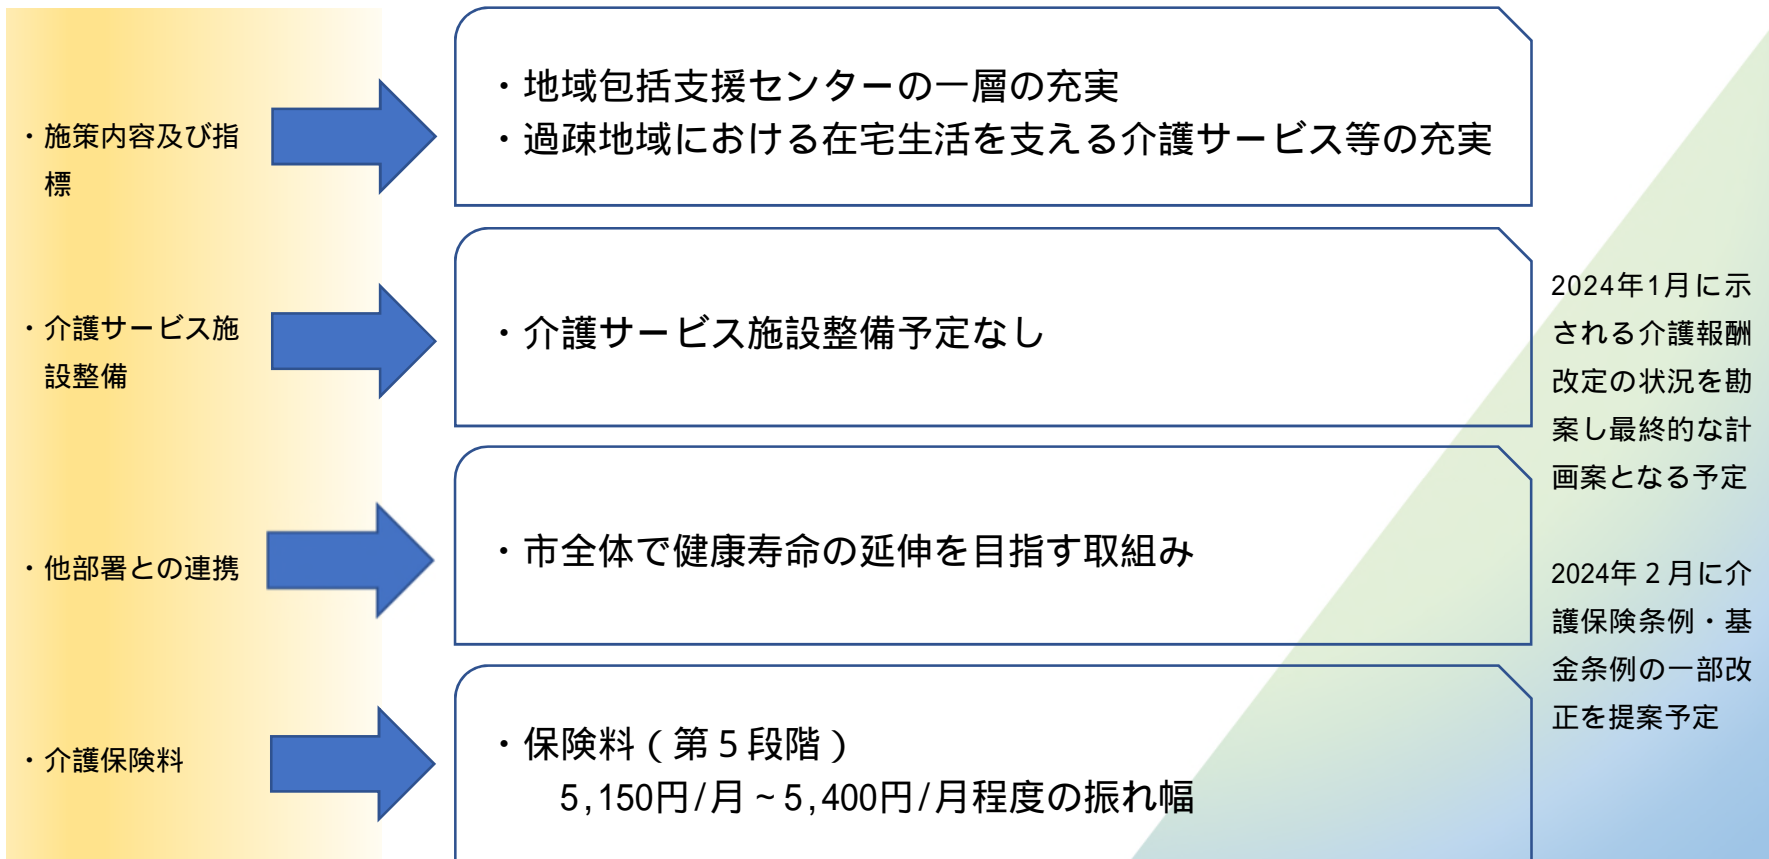 ・施策内容及び指
標
・地域包括支援センターの一層の充実
・過疎地域における在宅生活を支える介護サービス等の充実
・介護サービス施
設整備
・介護サービス施設整備予定なし
・他部署との連携
・市全体で健康寿命の延伸を目指す取組み
・介護保険料
・保険料(第5段階)
5,150円/月~5,400円/月程度の振れ幅
2024年1月に示
される介護報酬
改定の状況を勘
案し最終的な計
画案となる予定
2024年2月に介
護保険条例・基
金条例の一部改
正を提案予定